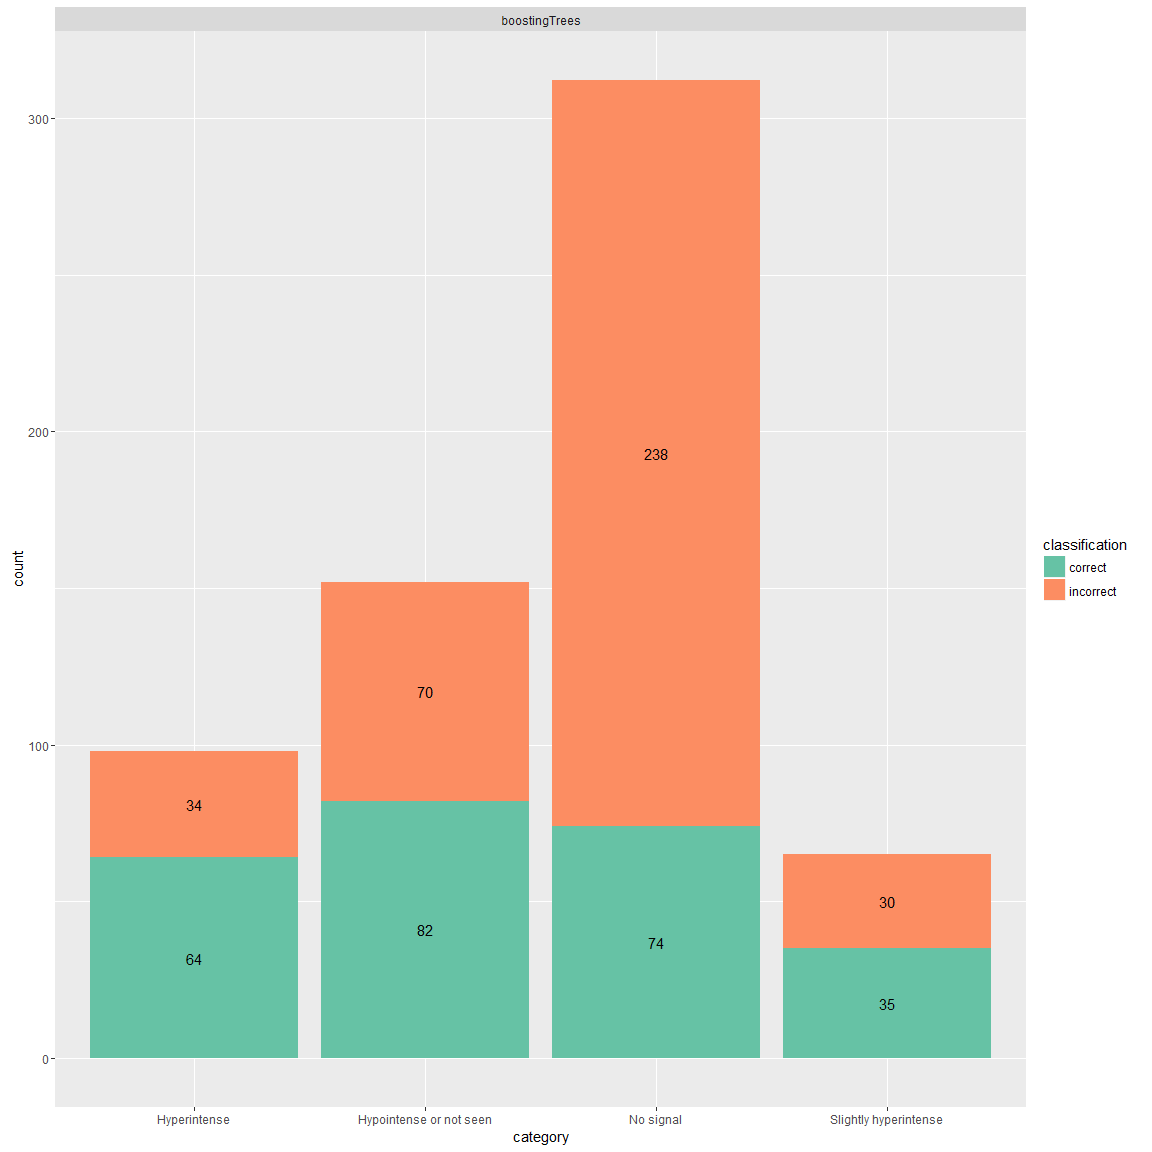 boostingTrees
300
200
100
0
count
238
70
34
82
74
64
30
35
Hyperintense
Hypointense or not seen
No signal
Slightly hyperintense
category
classification
correct
incorrect